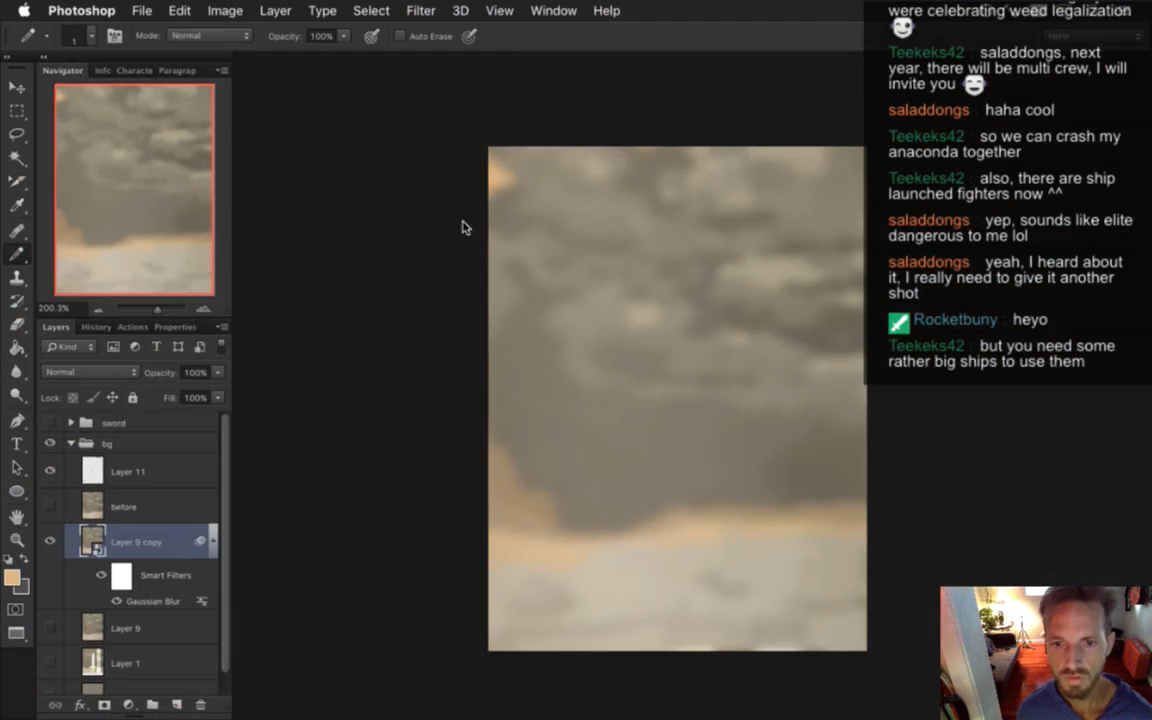 Photoshop File Edit Image Layer Type Select Filter 3D View Window Help
1 Mode: Normal Opacity: 100% Auto Erase
Navigator Info Characte Paragrap
200.3%
Layers History Actions Properties
Kind
Normal Opacity: 100%
Lock: Fill: 100%
sword
bg
Layer 11
before
Layer 9 copy
Smart Filters
Gaussian Blur
Layer 9
Layer 1
fx
were celebrating weed legalization
Teekeks42 : saladdongs, next
year, there will be multi crew, I will
invite you
saladdongs : haha cool
Teekeks42 : so we can crash my
anaconda together
Teekeks42 : also, there are ship
launched fighters now ^^
saladdongs : yep, sounds like elite
dangerous to me lol
saladdongs : yeah, I heard about
it, I really need to give it another
shot
Rocketbuny : heyo
Teekeks42 : but you need some
rather big ships to use them